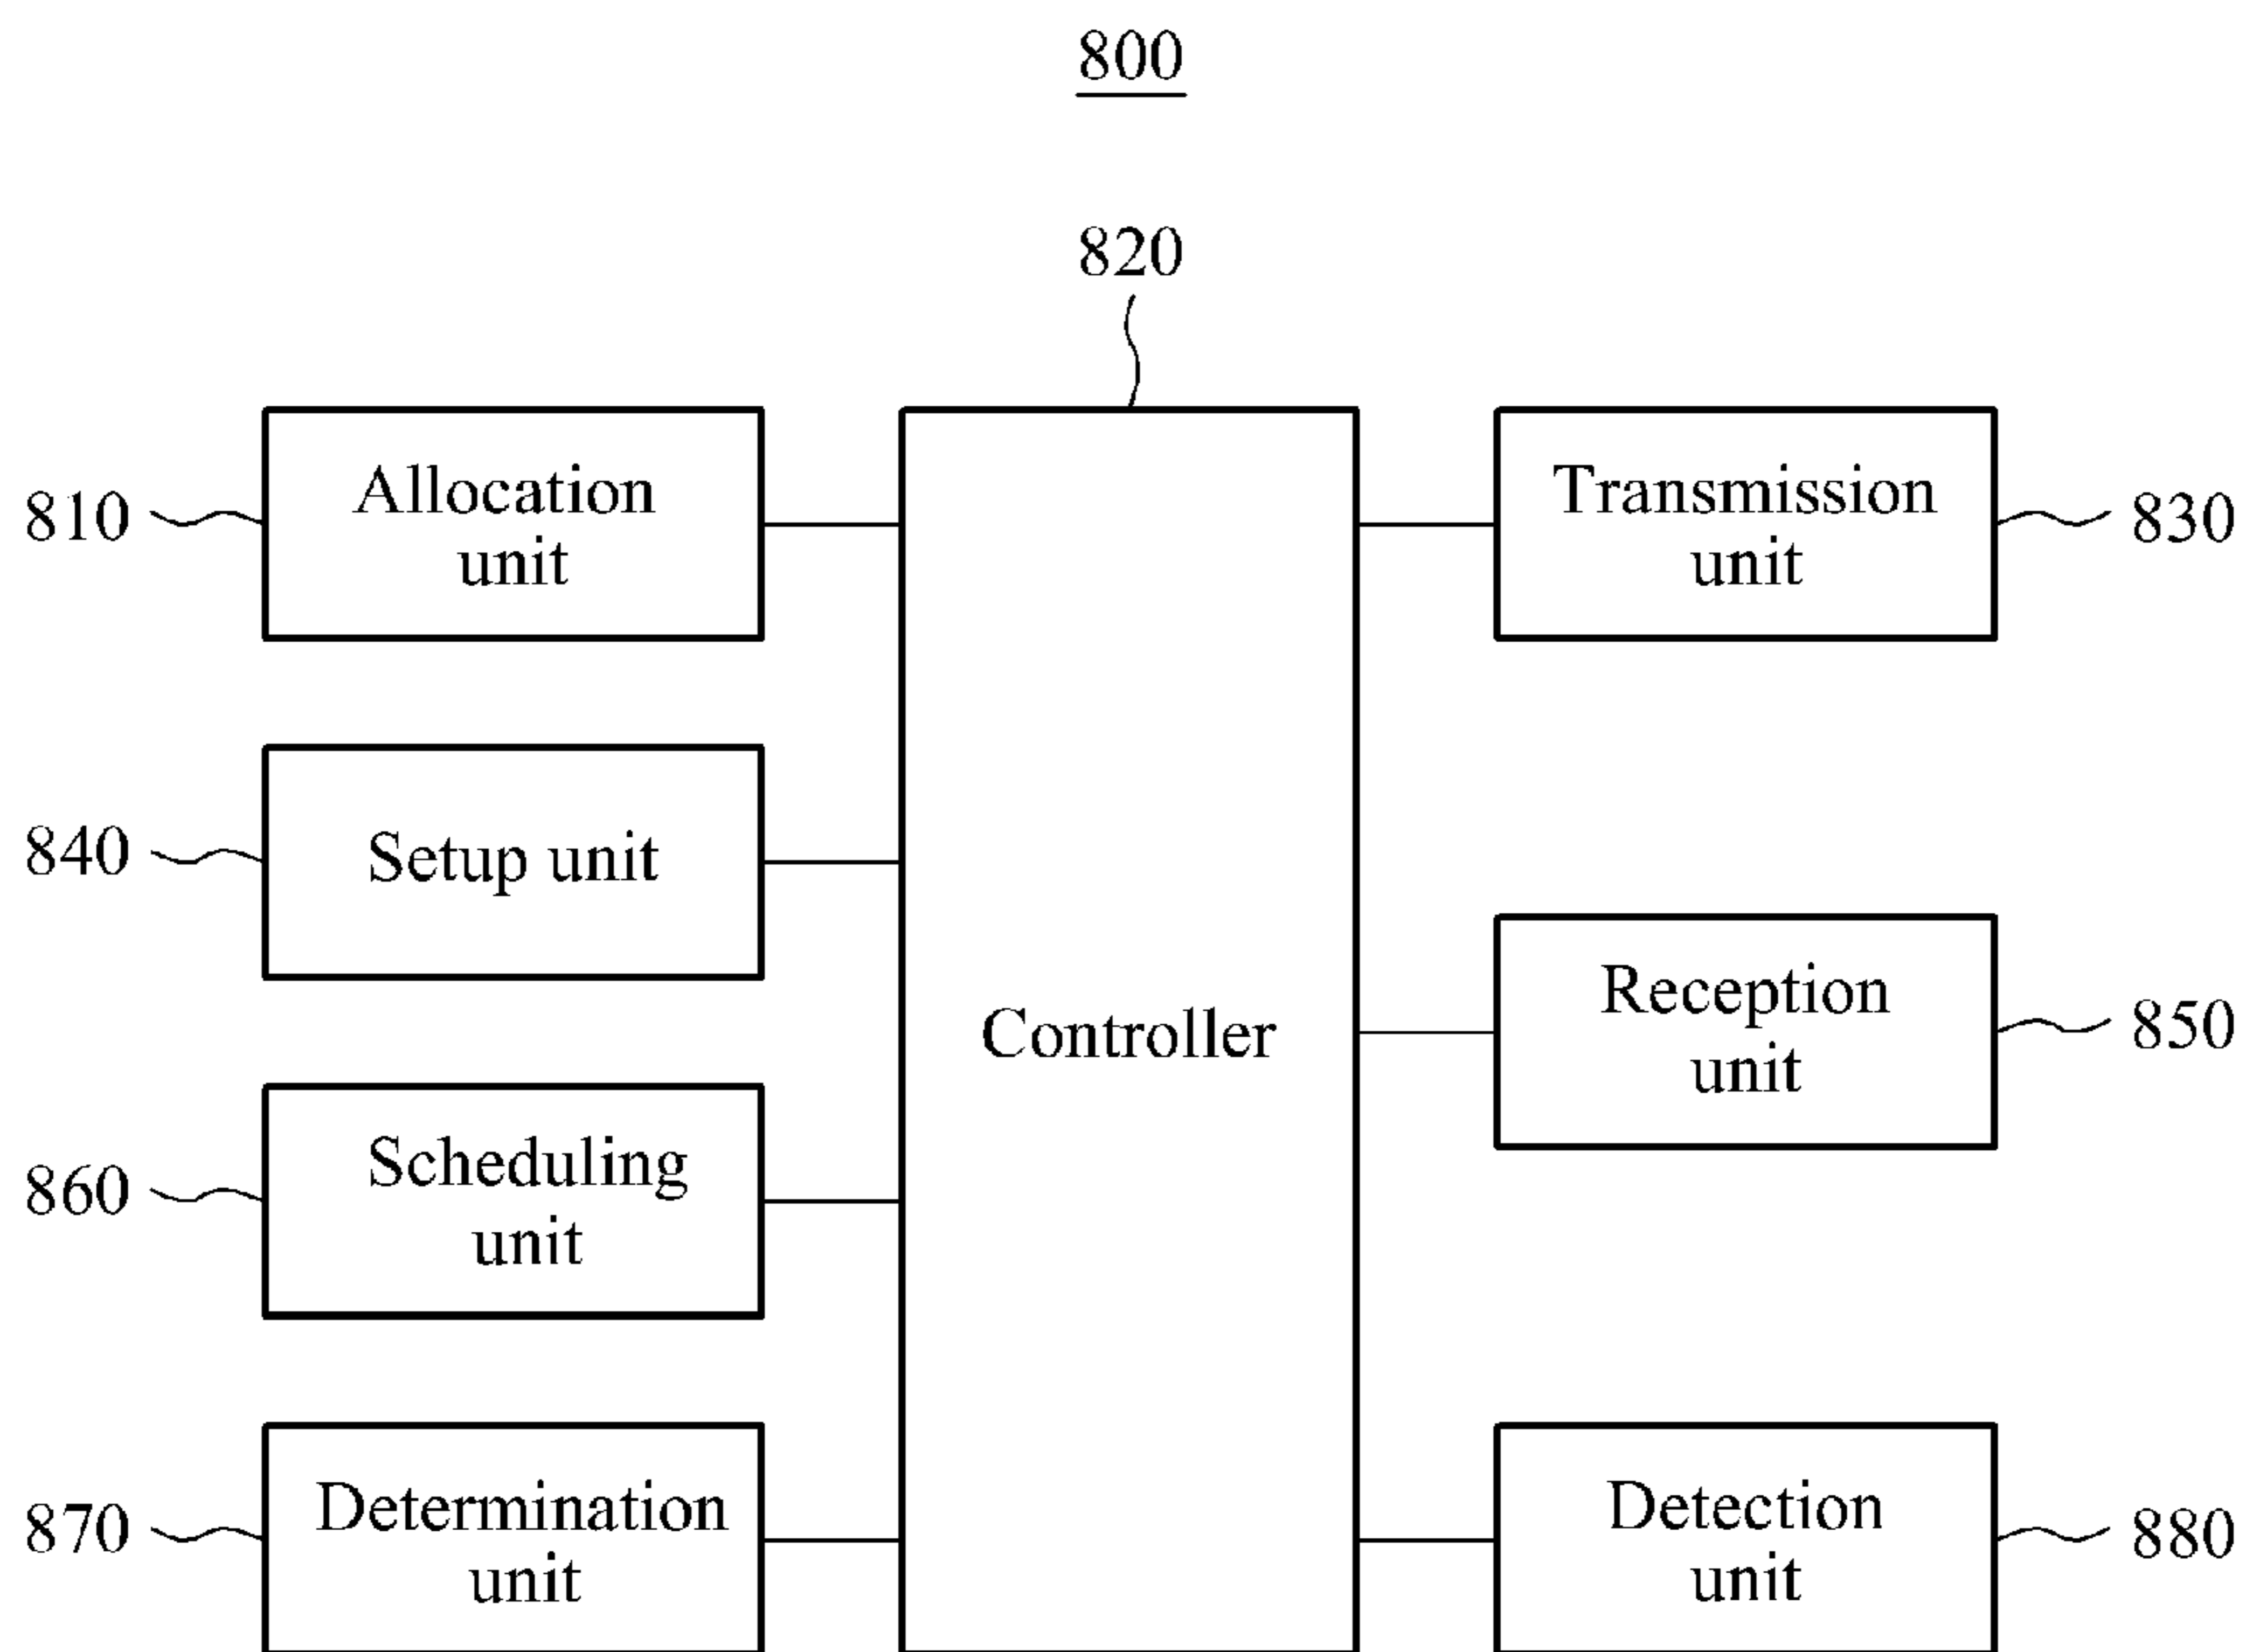 800
820
810
Allocation
unit
Transmission
unit
830
840
Setup unit
Controller
Reception
unit
850
860
Scheduling
unit
870
Determination
unit
Detection
unit
880